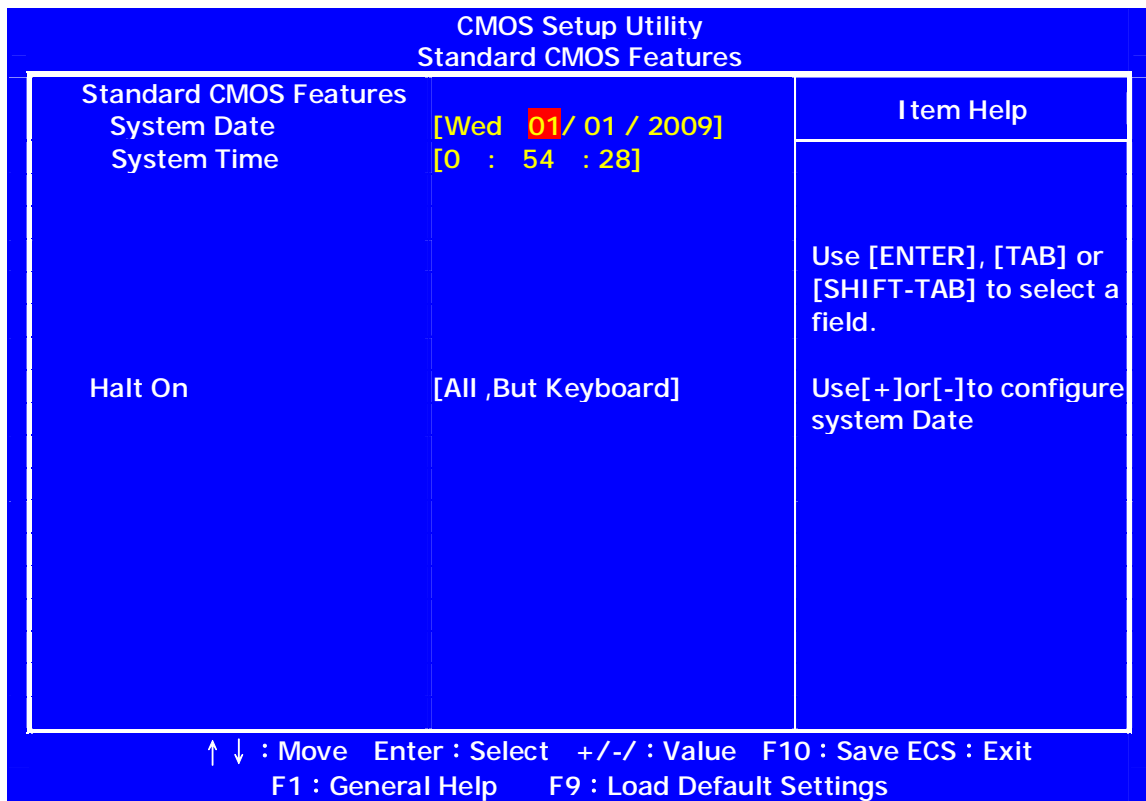 CMOS Setup Utility
Standard CMOS Features
Standard CMOS Features
System Date [Wed 01/ 01 / 2009]
System Time [0 : 54 : 28]
Halt On [All ,But Keyboard]
Item Help
Use [ENTER], [TAB] or
[SHIFT-TAB] to select a
field.
Use[+]or[-]to configure
system Date
↑ ↓ : Move Enter : Select +/-/ : Value F10 : Save ECS : Exit
F1 : General Help F9 : Load Default Settings